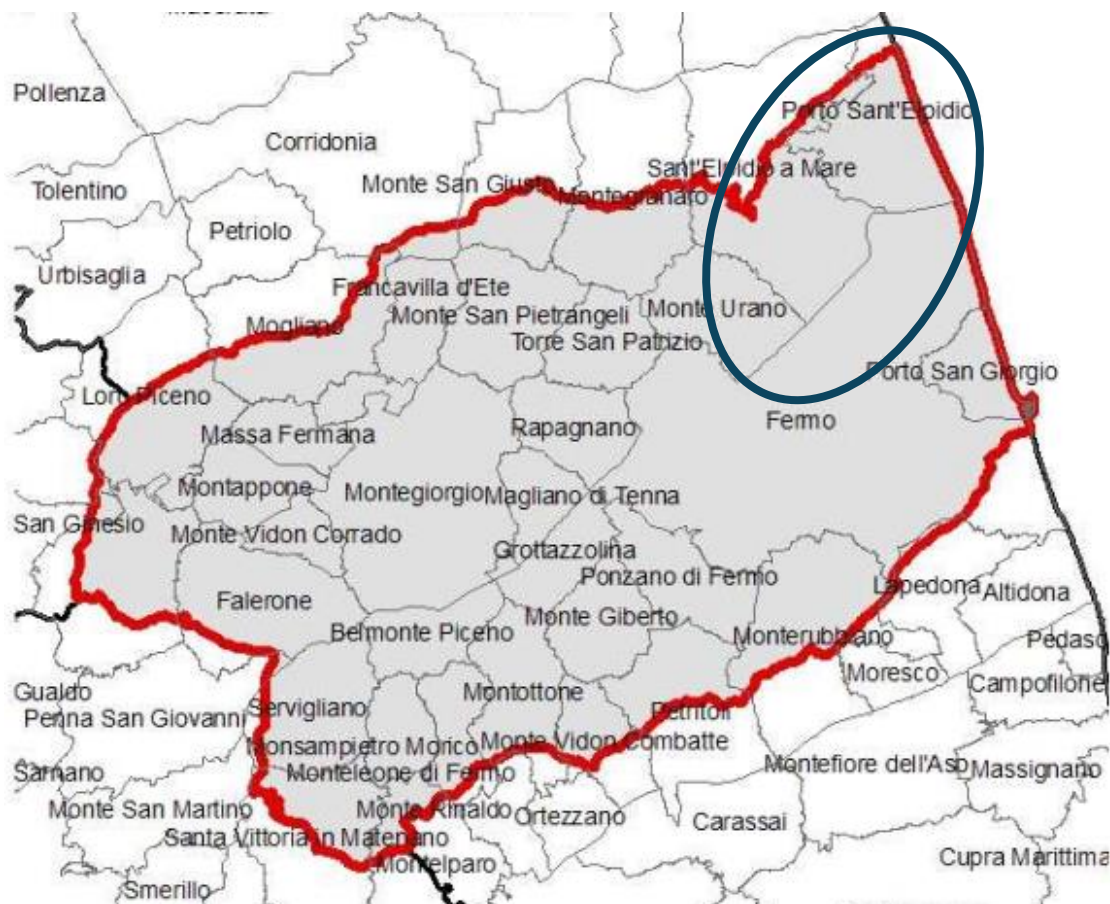 Pollenza
Porto Sant'Elpidio
Corridonia
Sant'Elpidio a Mare
Tolentino
Monte San Giusto
Montegranaro
Petriolo
Urbisaglia
Francavilla d'Ete
Mogliano
Monte San Pietrangeli
Monte Urano
Torre San Patrizio
Porto San Giorgio
Loro Piceno
Fermo
Massa Fermana
Rapagnano
Montappone
Montegiorgio
Magliano di Tenna
San Ginesio
Monte Vidon Corrado
Grottazzolina
Ponzano di Fermo
Lapedona
Altidona
Falerone
Monte Giberto
Belmonte Piceno
Monterubbiano
Pedaso
Moresco
Gualdo
Montottone
Campofilone
Penna San Giovanni
Servigliano
Petritoli
Monsampietro Morico
Monte Vidon Combatte
Sarnano
Monteleone di Fermo
Montefiore dell'Aso
Massignano
Monte San Martino
Monte Rinaldo
Ortezzano
Carassai
Santa Vittoria in Matenano
Montelparo
Cupra Marittima
Smerillo